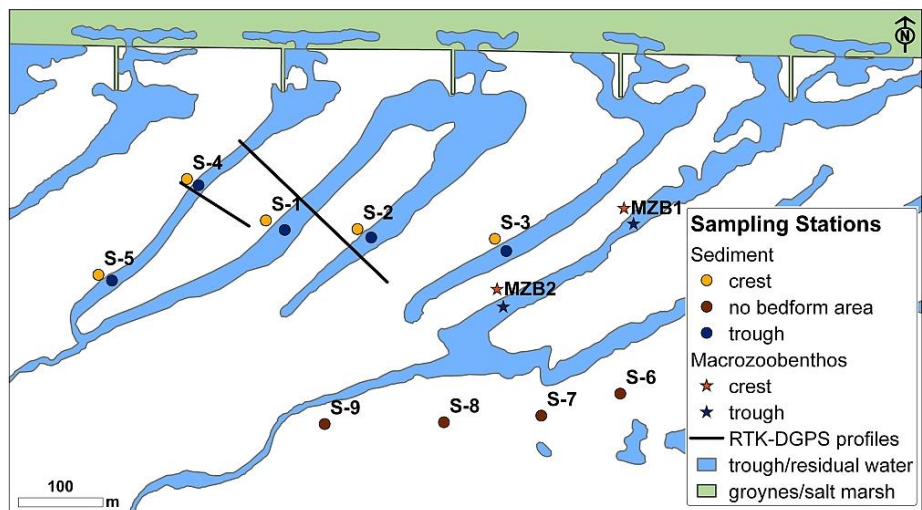 N
S-4
S-1
S-2
S-3
MZB1
S-5
MZB2
S-6
S-7
S-8
S-9
100
m
Sampling Stations
Sediment
crest
no bedform area
trough
Macrozoobenthos
crest
trough
RTK-DGPS profiles
trough/residual water
groynes/salt marsh